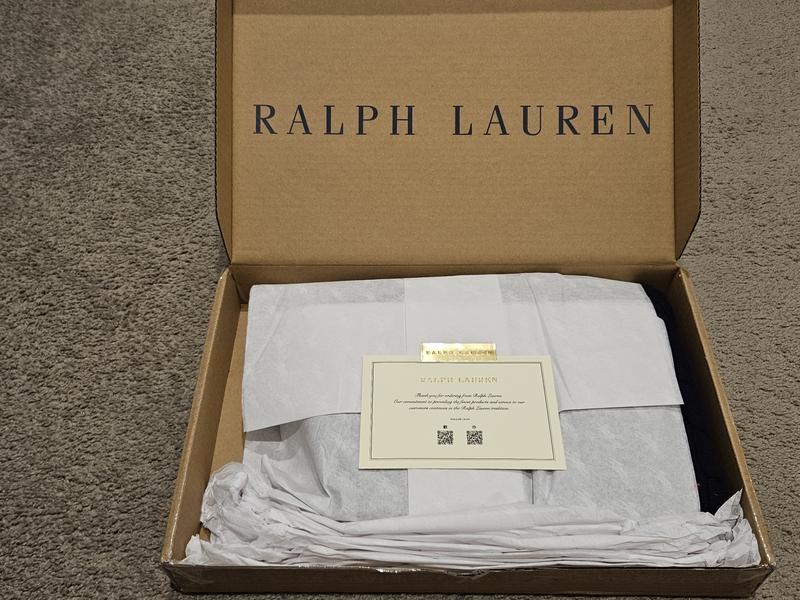 RALPH LAUREN
RALPH LAUREN
RALPH LAUREN
Thank you for ordering from Ralph Lauren.
Our commitment to providing the finest products and service to our
customers continues in the Ralph Lauren tradition.